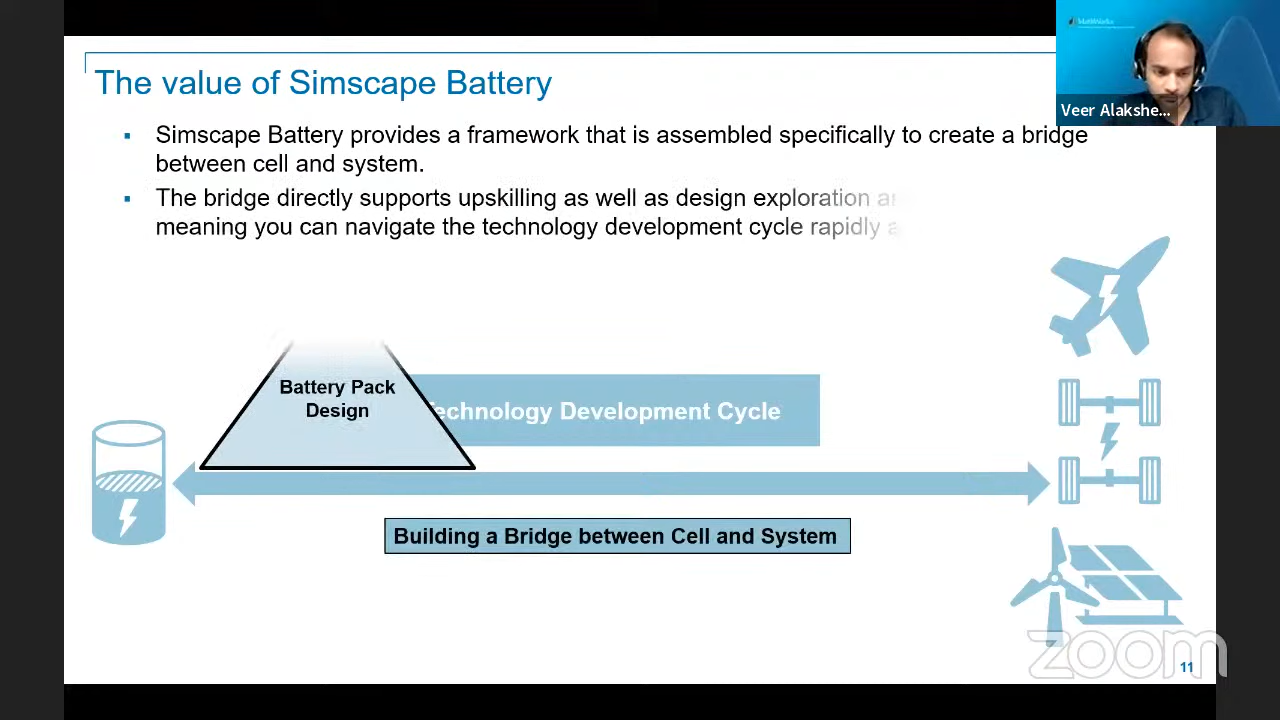 The value of Simscape Battery
MathWorks
Veer Alakshe...
▪ Simscape Battery provides a framework that is assembled specifically to create a bridge
between cell and system.
▪ The bridge directly supports upskilling as well as design exploration
meaning you can navigate the technology development cycle rapidly
Battery Pack
Design
Technology Development Cycle
Building a Bridge between Cell and System
zoom
11